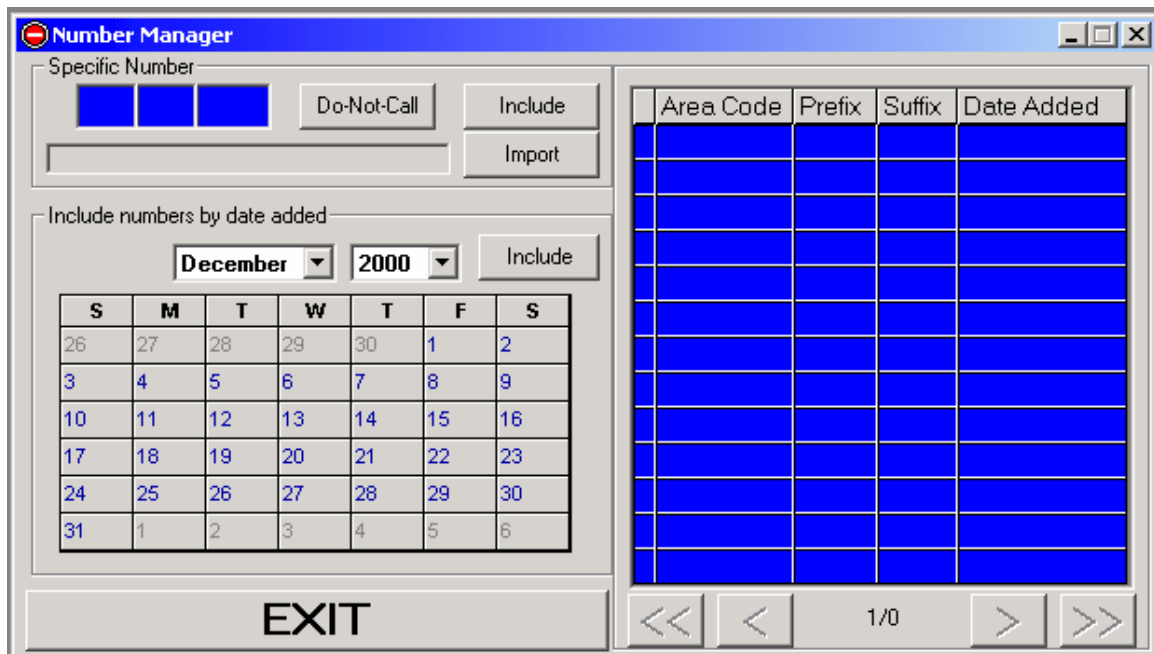 Number Manager
Specific Number
Do-Not-Call Include
Import
Include numbers by date added
December 2000 Include
S M T W T F S
26 27 28 29 30 1 2
3 4 5 6 7 8 9
10 11 12 13 14 15 16
17 18 19 20 21 22 23
24 25 26 27 28 29 30
31 1 2 3 4 5 6
EXIT
Area Code Prefix Suffix Date Added
<< < 1/0 > >>